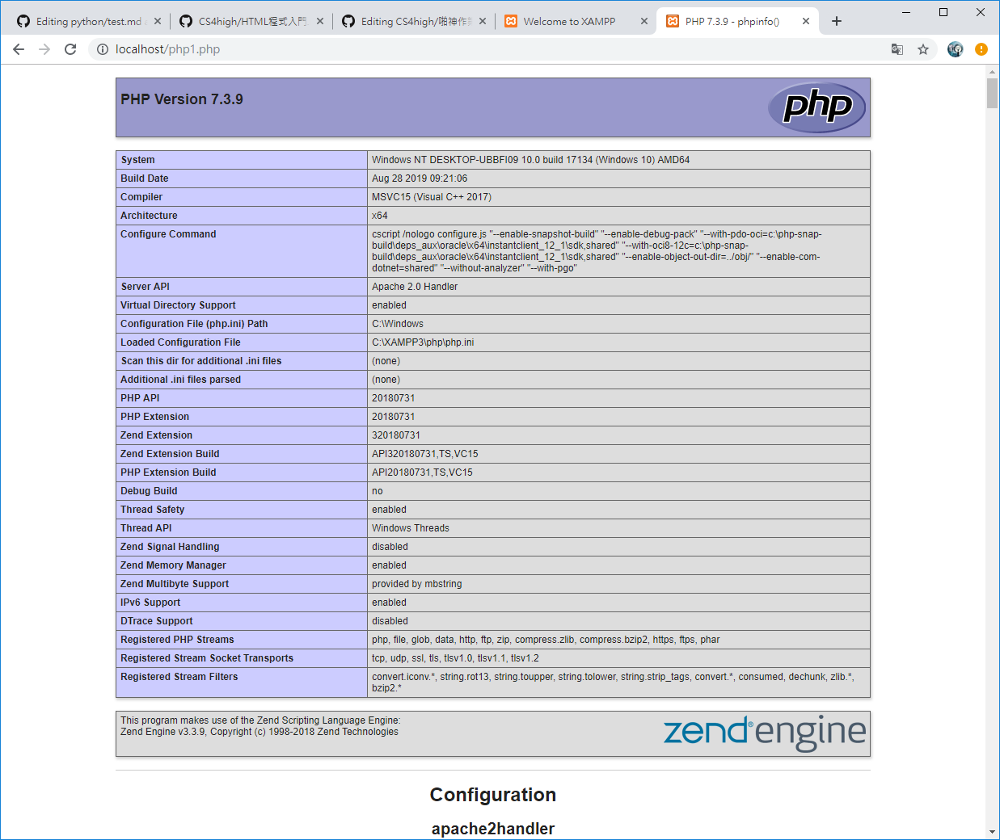 Editing python/test.md
CS4high/HTML程式入門
Editing CS4high/啪神作
Welcome to XAMPP
PHP 7.3.9 - phpinfo()
localhost/php1.php
PHP Version 7.3.9
php
System Windows NT DESKTOP-UBBFI09 10.0 build 17134 (Windows 10) AMD64
Build Date Aug 28 2019 09:21:06
Compiler MSVC15 (Visual C++ 2017)
Architecture x64
Configure Command cscript /nologo configure.js "--enable-snapshot-build" "--enable-debug-pack" "--with-pdo-oci=c:\php-snap-
build\deps_aux\oracle\x64\instantclient_12_1\sdk,shared" "--with-oci8-12c=c:\php-snap-
build\deps_aux\oracle\x64\instantclient_12_1\sdk,shared" "--enable-object-out-dir=../obj/" "--enable-com-
dotnet=shared" "--without-analyzer" "--with-pgo"
Server API Apache 2.0 Handler
Virtual Directory Support enabled
Configuration File (php.ini) Path C:\Windows
Loaded Configuration File C:\XAMPP3\php\php.ini
Scan this dir for additional .ini files (none)
Additional .ini files parsed (none)
PHP API 20180731
PHP Extension 20180731
Zend Extension 320180731
Zend Extension Build API320180731,TS,VC15
PHP Extension Build API20180731,TS,VC15
Debug Build no
Thread Safety enabled
Thread API Windows Threads
Zend Signal Handling disabled
Zend Memory Manager enabled
Zend Multibyte Support provided by mbstring
IPv6 Support enabled
DTrace Support disabled
Registered PHP Streams php, file, glob, data, http, ftp, zip, compress.zlib, compress.bzip2, https, ftps, phar
Registered Stream Socket Transports tcp, udp, ssl, tls, tlsv1.0, tlsv1.1, tlsv1.2
Registered Stream Filters convert.iconv.*, string.rot13, string.toupper, string.tolower, string.strip_tags, convert.*, consumed, dechunk, zlib.*,
bzip2.*
This program makes use of the Zend Scripting Language Engine:
Zend Engine v3.3.9, Copyright (c) 1998-2018 Zend Technologies
zend® engine
Configuration
apache2handler